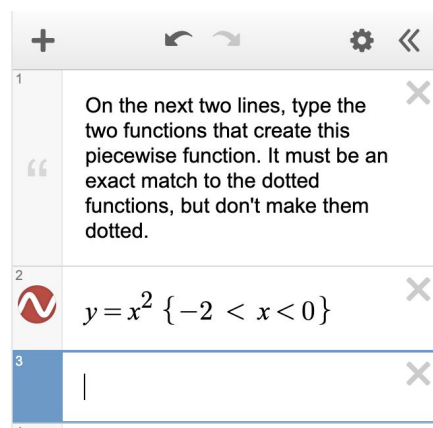 1
On the next two lines, type the
two functions that create this
piecewise function. It must be an
exact match to the dotted
functions, but don't make them
dotted.
2
y = x² {−2 < x < 0}
3